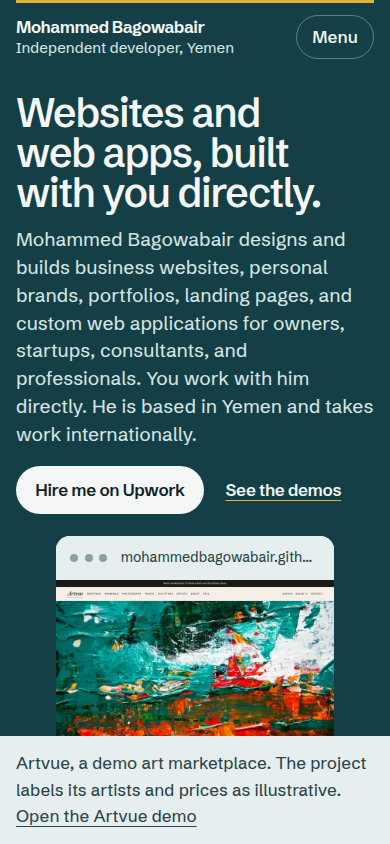 Mohammed Bagowabair
Independent developer, Yemen
Menu
Websites and
web apps, built
with you directly.
Mohammed Bagowabair designs and
builds business websites, personal
brands, portfolios, landing pages, and
custom web applications for owners,
startups, consultants, and
professionals. You work with him
directly. He is based in Yemen and takes
work internationally.
Hire me on Upwork
See the demos
mohammedbagowabair.gith...
Artvue
Artvue, a demo art marketplace. The project
labels its artists and prices as illustrative.
Open the Artvue demo